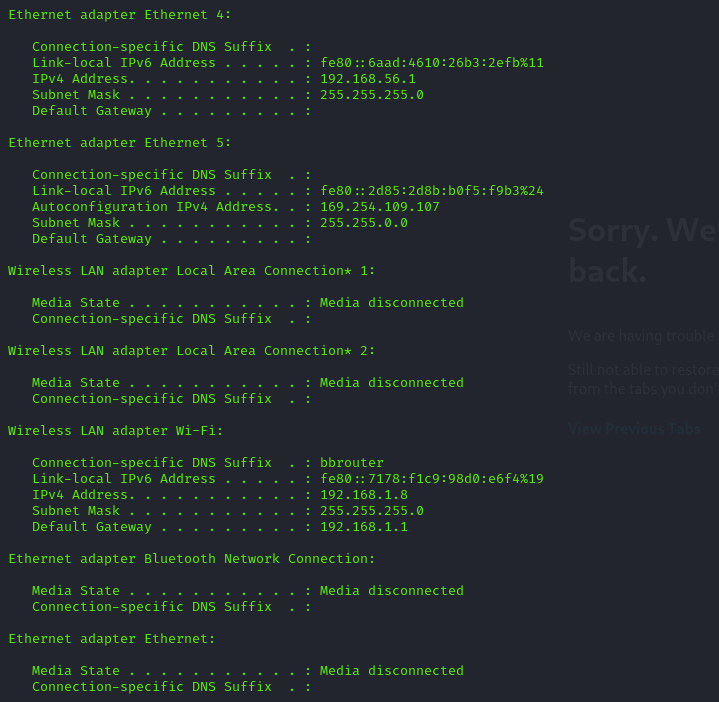 Ethernet adapter Ethernet 4:
Connection-specific DNS Suffix  . :
Link-local IPv6 Address . . . . . : fe80::6aad:4610:26b3:2efb%11
IPv4 Address. . . . . . . . . . . : 192.168.56.1
Subnet Mask . . . . . . . . . . . : 255.255.255.0
Default Gateway . . . . . . . . . :
Ethernet adapter Ethernet 5:
Connection-specific DNS Suffix  . :
Link-local IPv6 Address . . . . . : fe80::2d85:2d8b:b0f5:f9b3%24
Autoconfiguration IPv4 Address. . : 169.254.109.107
Subnet Mask . . . . . . . . . . . : 255.255.0.0
Default Gateway . . . . . . . . . :
Wireless LAN adapter Local Area Connection* 1:
Media State . . . . . . . . . . . : Media disconnected
Connection-specific DNS Suffix  . :
Wireless LAN adapter Local Area Connection* 2:
Media State . . . . . . . . . . . : Media disconnected
Connection-specific DNS Suffix  . :
Wireless LAN adapter Wi-Fi:
Connection-specific DNS Suffix  . : bbrouter
Link-local IPv6 Address . . . . . : fe80::7178:f1c9:98d0:e6f4%19
IPv4 Address. . . . . . . . . . . : 192.168.1.8
Subnet Mask . . . . . . . . . . . : 255.255.255.0
Default Gateway . . . . . . . . . : 192.168.1.1
Ethernet adapter Bluetooth Network Connection:
Media State . . . . . . . . . . . : Media disconnected
Connection-specific DNS Suffix  . :
Ethernet adapter Ethernet:
Media State . . . . . . . . . . . : Media disconnected
Connection-specific DNS Suffix  . :
Sorry. We
back.
We are having trouble
Still not able to restore
from the tabs you don'
View Previous Tabs